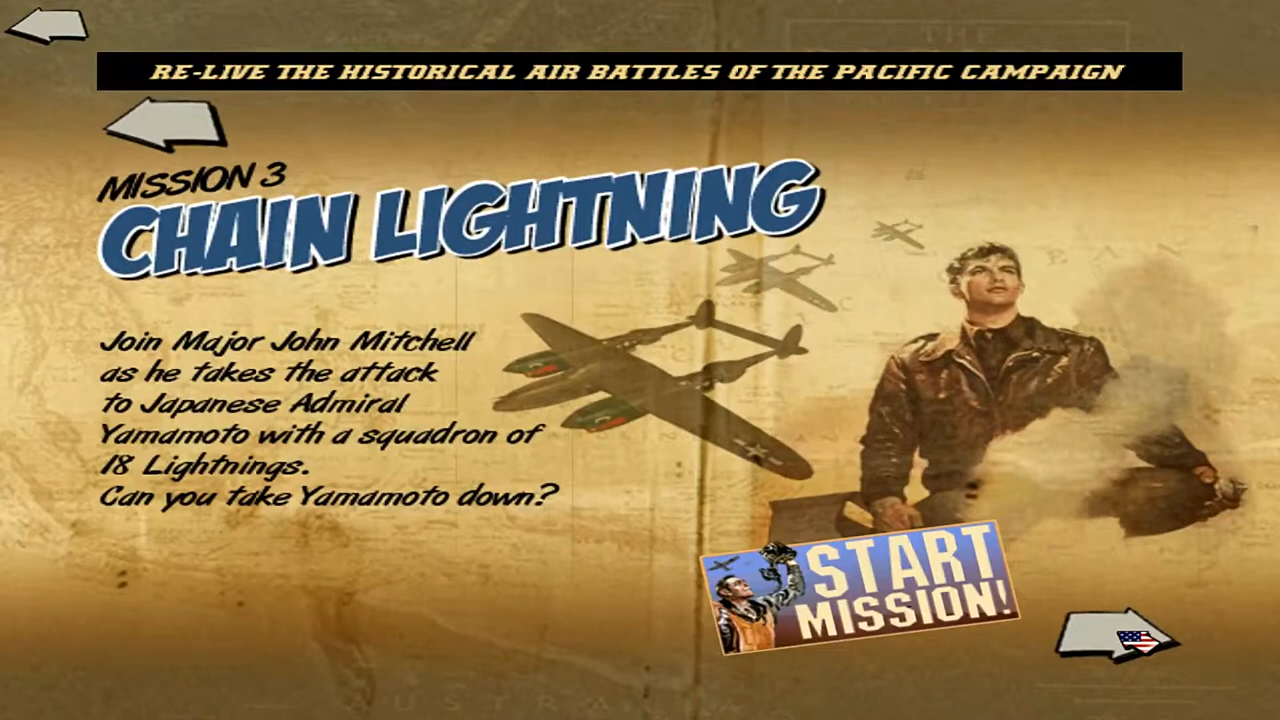 THE
RE-LIVE THE HISTORICAL AIR BATTLES OF THE PACIFIC CAMPAIGN
MISSION 3
CHAIN LIGHTNING
Join Major John Mitchell
as he takes the attack
to Japanese Admiral
Yamamoto with a squadron of
18 Lightnings.
Can you take Yamamoto down?
START
MISSION!
AUSTRALIA